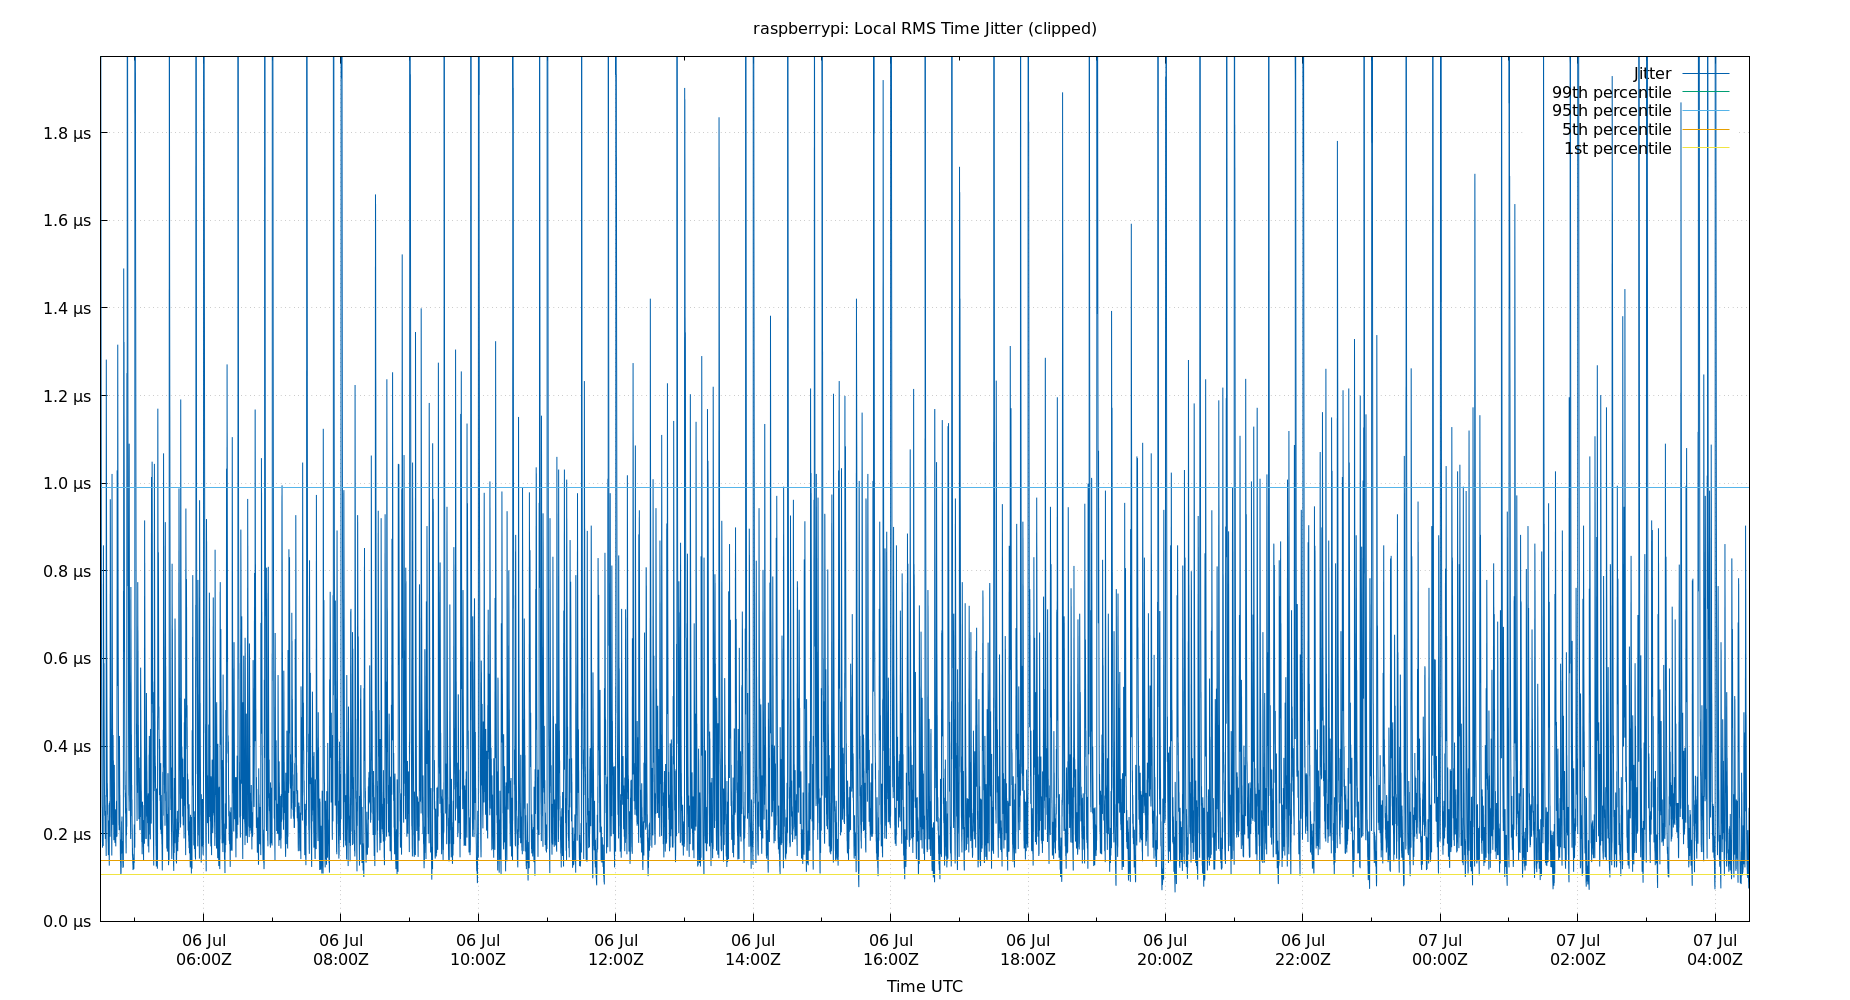 raspberrypi: Local RMS Time Jitter (clipped)
Jitter
99th percentile
95th percentile
5th percentile
1st percentile
1.8 µs
1.6 µs
1.4 µs
1.2 µs
1.0 µs
0.8 µs
0.6 µs
0.4 µs
0.2 µs
0.0 µs
06 Jul 06 Jul 06 Jul 06 Jul 06 Jul 06 Jul 06 Jul 06 Jul 06 Jul 07 Jul 07 Jul 07 Jul
06:00Z 08:00Z 10:00Z 12:00Z 14:00Z 16:00Z 18:00Z 20:00Z 22:00Z 00:00Z 02:00Z 04:00Z
Time UTC